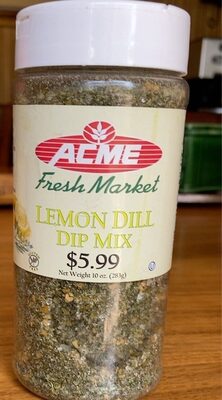 ACME
Fresh Market
LEMON DILL
DIP MIX
$5.99
Net Weight 10 oz. (283g)